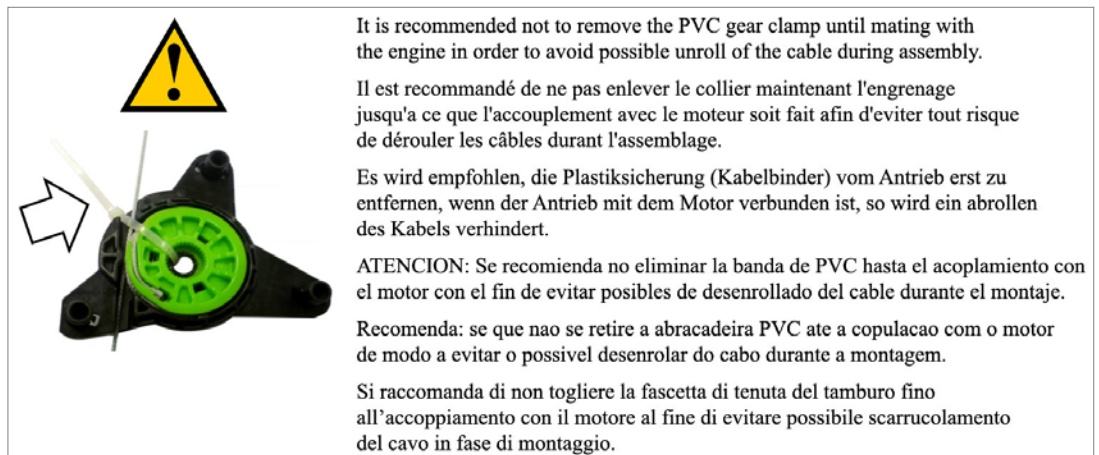 It is recommended not to remove the PVC gear clamp until mating with
the engine in order to avoid possible unroll of the cable during assembly.
Il est recommandé de ne pas enlever le collier maintenant l'engrenage
jusqu'a ce que l'accouplement avec le moteur soit fait afin d'eviter tout risque
de dérouler les câbles durant l'assemblage.
Es wird empfohlen, die Plastiksicherung (Kabelbinder) vom Antrieb erst zu
entfernen, wenn der Antrieb mit dem Motor verbunden ist, so wird ein abrollen
des Kabels verhindert.
ATENCION: Se recomienda no eliminar la banda de PVC hasta el acoplamiento con
el motor con el fin de evitar posibles de desenrollado del cable durante el montaje.
Recomenda: se que nao se retire a abracadeira PVC ate a copulacao com o motor
de modo a evitar o possivel desenrolar do cabo durante a montagem.
Si raccomanda di non togliere la fascetta di tenuta del tamburo fino
all’accoppiamento con il motore al fine di evitare possibile scarrucolamento
del cavo in fase di montaggio.